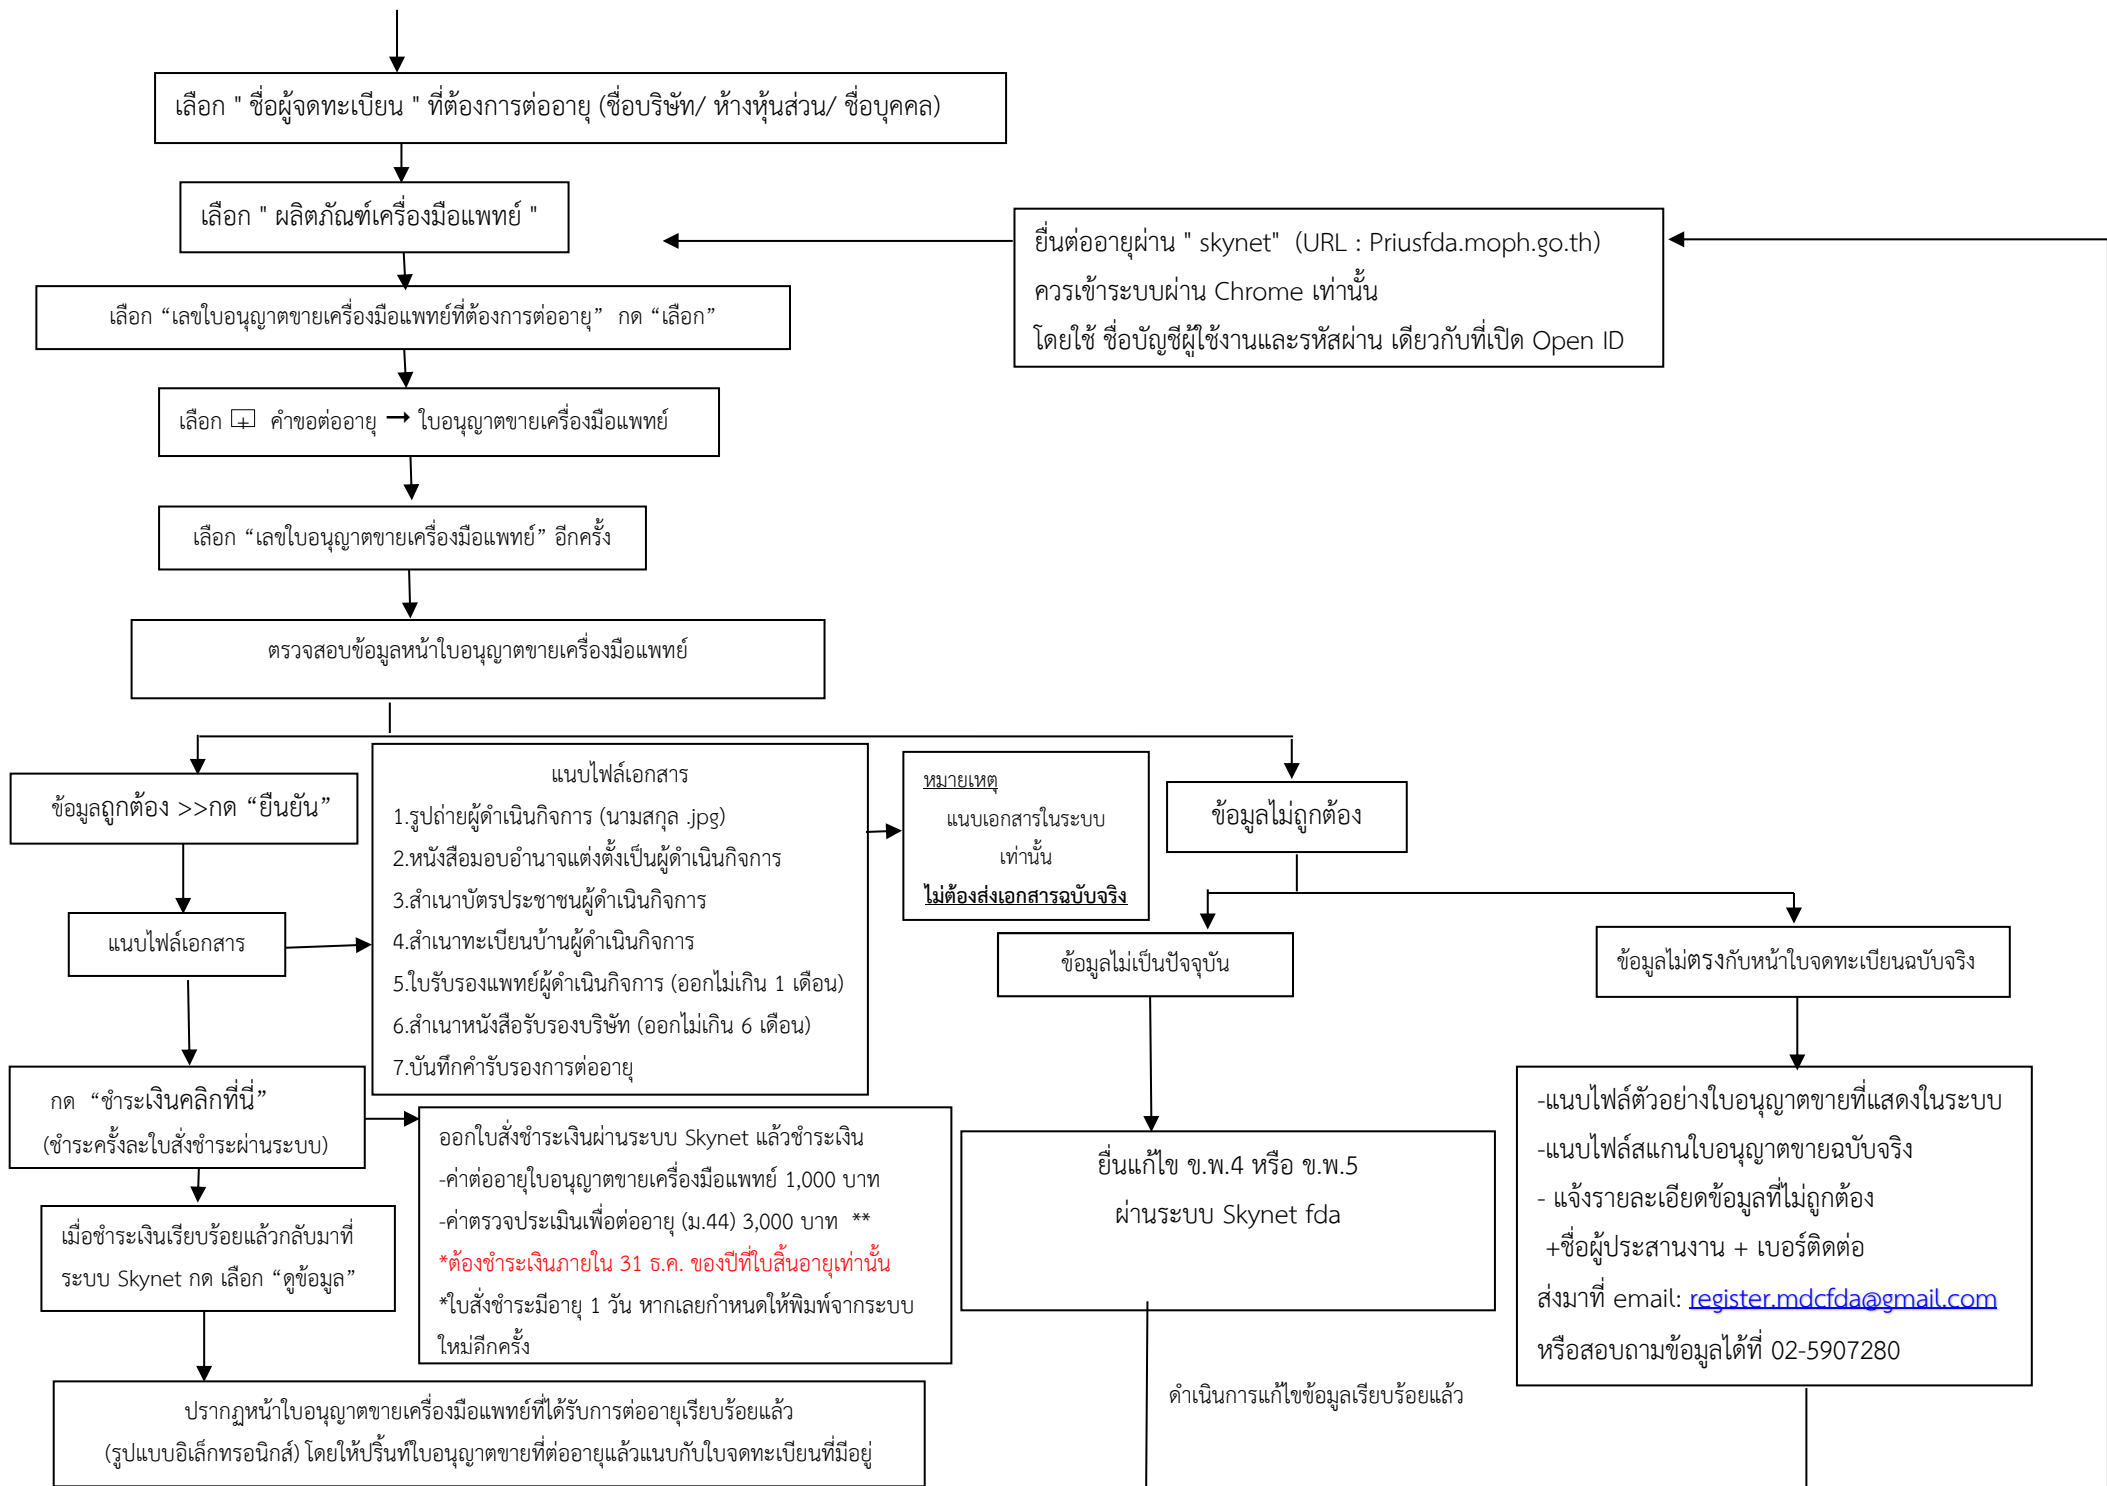 เลือก " ชื่อผู้จดทะเบียน " ที่ต้องการต่ออายุ (ชื่อบริษัท/ ห้างหุ้นส่วน/ ชื่อบุคคล)
เลือก " ผลิตภัณฑ์เครื่องมือแพทย์ "
ยื่นต่ออายุผ่าน " skynet" (URL : Priusfda.moph.go.th)
ควรเข้าระบบผ่าน Chrome เท่านั้น
โดยใช้ ชื่อบัญชีผู้ใช้งานและรหัสผ่าน เดียวกับที่เปิด Open ID
เลือก “เลขใบอนุญาตขายเครื่องมือแพทย์ที่ต้องการต่ออายุ” กด “เลือก”
เลือก + คำขอต่ออายุ → ใบอนุญาตขายเครื่องมือแพทย์
เลือก “เลขใบอนุญาตขายเครื่องมือแพทย์” อีกครั้ง
ตรวจสอบข้อมูลหน้าใบอนุญาตขายเครื่องมือแพทย์
ข้อมูลถูกต้อง >>กด “ยืนยัน”
แนบไฟล์เอกสาร
แนบไฟล์เอกสาร
1.รูปถ่ายผู้ดำเนินกิจการ (นามสกุล .jpg)
2.หนังสือมอบอำนาจแต่งตั้งเป็นผู้ดำเนินกิจการ
3.สำเนาบัตรประชาชนผู้ดำเนินกิจการ
4.สำเนาทะเบียนบ้านผู้ดำเนินกิจการ
5.ใบรับรองแพทย์ผู้ดำเนินกิจการ (ออกไม่เกิน 1 เดือน)
6.สำเนาหนังสือรับรองบริษัท (ออกไม่เกิน 6 เดือน)
7.บันทึกคำรับรองการต่ออายุ
หมายเหตุ
แนบเอกสารในระบบ
เท่านั้น
ไม่ต้องส่งเอกสารฉบับจริง
ข้อมูลไม่ถูกต้อง
ข้อมูลไม่เป็นปัจจุบัน
ข้อมูลไม่ตรงกับหน้าใบจดทะเบียนฉบับจริง
กด “ชำระเงินคลิกที่นี่”
(ชำระครั้งละใบสั่งชำระผ่านระบบ)
ออกใบสั่งชำระเงินผ่านระบบ Skynet แล้วชำระเงิน
-ค่าต่ออายุใบอนุญาตขายเครื่องมือแพทย์ 1,000 บาท
-ค่าตรวจประเมินเพื่อต่ออายุ (ม.44) 3,000 บาท **
*ต้องชำระเงินภายใน 31 ธ.ค. ของปีที่ใบสิ้นอายุเท่านั้น
*ใบสั่งชำระมีอายุ 1 วัน หากเลยกำหนดให้พิมพ์จากระบบ
ใหม่อีกครั้ง
ยื่นแก้ไข ข.พ.4 หรือ ข.พ.5
ผ่านระบบ Skynet fda
-แนบไฟล์ตัวอย่างใบอนุญาตขายที่แสดงในระบบ
-แนบไฟล์สแกนใบอนุญาตขายฉบับจริง
- แจ้งรายละเอียดข้อมูลที่ไม่ถูกต้อง
+ชื่อผู้ประสานงาน + เบอร์ติดต่อ
ส่งมาที่ email: register.mdcfda@gmail.com
หรือสอบถามข้อมูลได้ที่ 02-5907280
เมื่อชำระเงินเรียบร้อยแล้วกลับมาที่
ระบบ Skynet กด เลือก “ดูข้อมูล”
ดำเนินการแก้ไขข้อมูลเรียบร้อยแล้ว
ปรากฏหน้าใบอนุญาตขายเครื่องมือแพทย์ที่ได้รับการต่ออายุเรียบร้อยแล้ว
(รูปแบบอิเล็กทรอนิกส์) โดยให้ปริ้นท์ใบอนุญาตขายที่ต่ออายุแล้วแนบกับใบจดทะเบียนที่มีอยู่